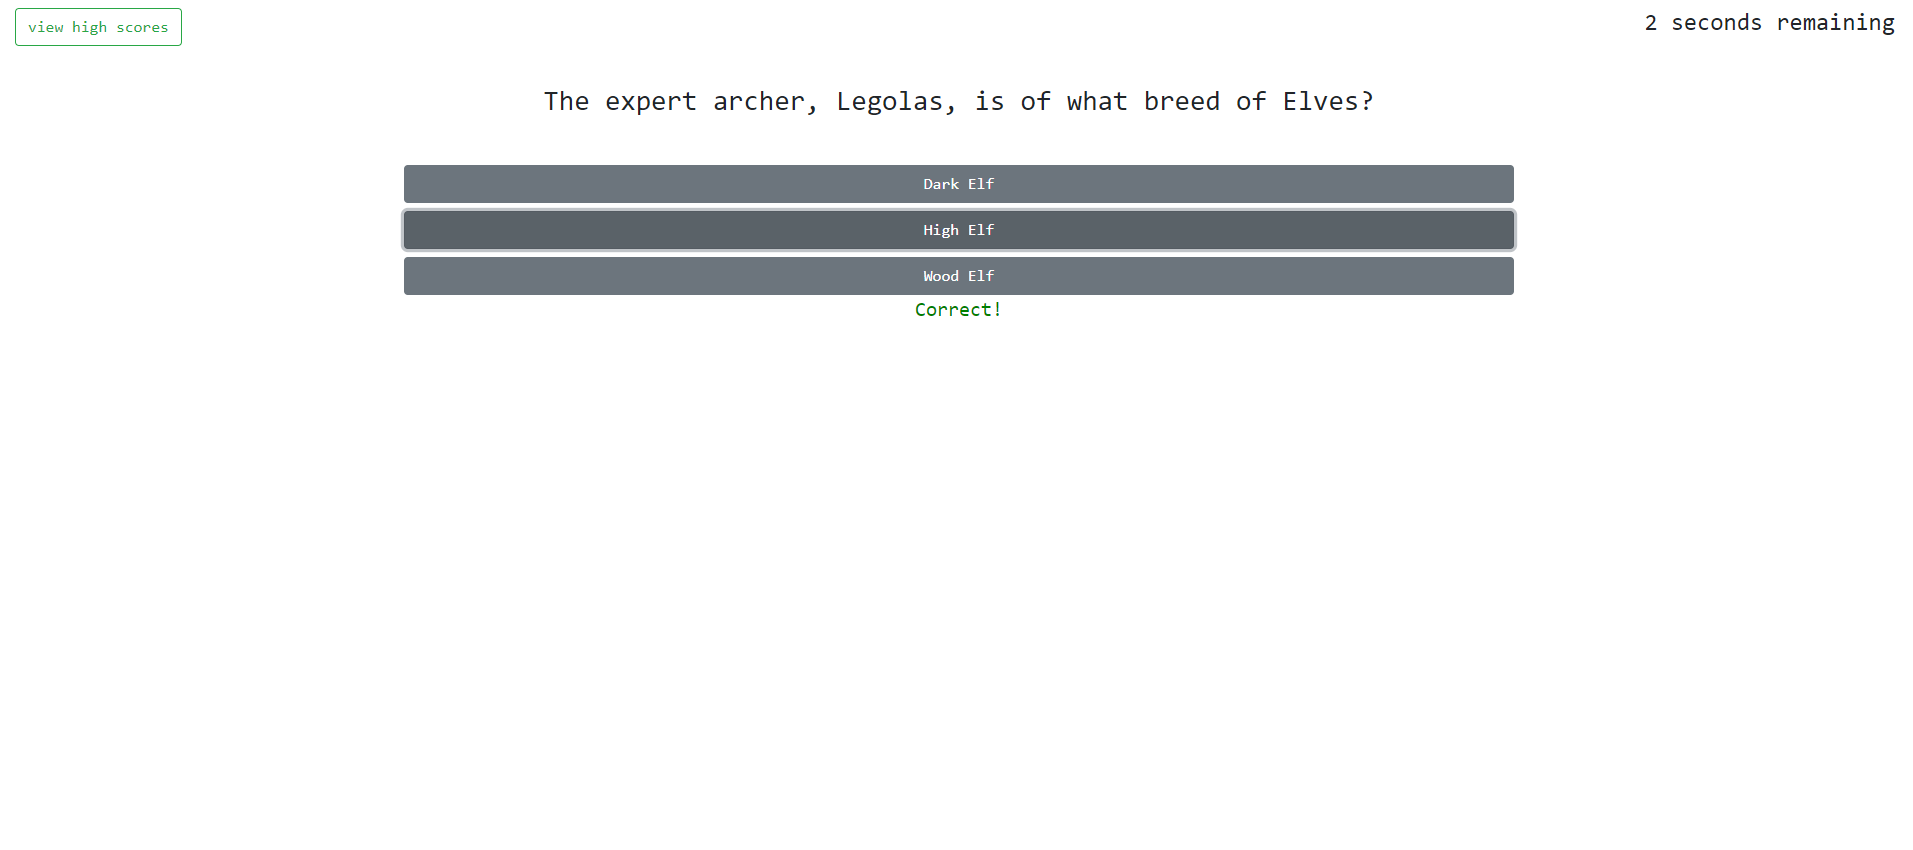 view high scores
2 seconds remaining
The expert archer, Legolas, is of what breed of Elves?
Dark Elf
High Elf
Wood Elf
Correct!